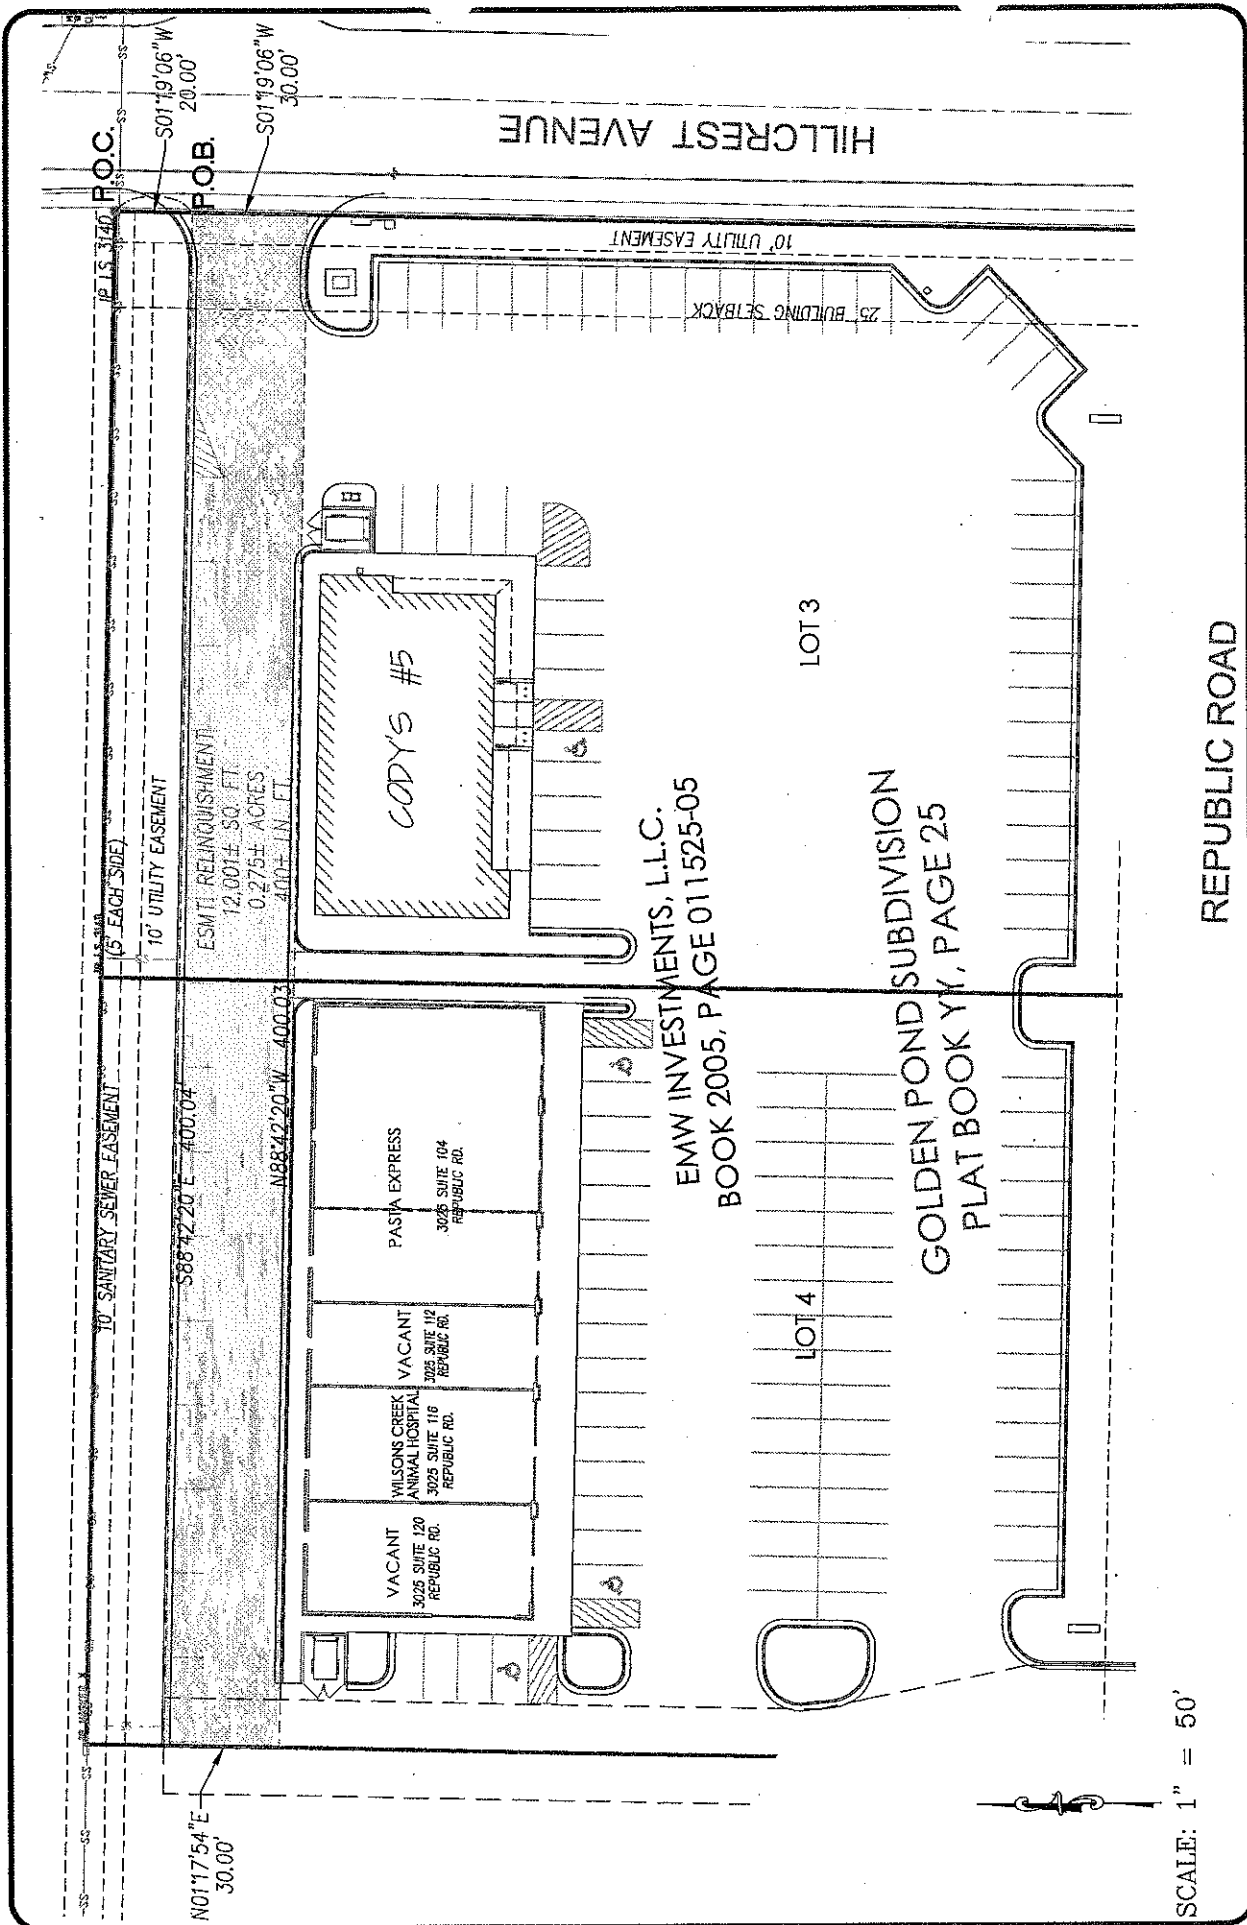 P.O.C.
S01°19'06"W
20.00'
P.O.B.
S01°19'06"W
30.00'
IP LS 3140
HILLCREST AVENUE
10' UTILITY EASEMENT
25' BUILDING SETBACK
10' SANITARY SEWER EASEMENT
(5' EACH SIDE)
10' UTILITY EASEMENT
S88°42'20"E 400.04'
ESMT. RELINQUISHMENT
12,001± SQ. FT.
0.275± ACRES
400± LN. FT.
N88°42'20"W 400.03'
N01°17'54"E
30.00'
CODY'S #5
PASTA EXPRESS
3025 SUITE 104
REPUBLIC RD.
VACANT
3025 SUITE 112
REPUBLIC RD.
WILSONS CREEK
ANIMAL HOSPITAL
3025 SUITE 116
REPUBLIC RD.
VACANT
3025 SUITE 120
REPUBLIC RD.
EMW INVESTMENTS, L.L.C.
BOOK 2005, PAGE 011525-05
LOT 3
LOT 4
GOLDEN POND SUBDIVISION
PLAT BOOK YY, PAGE 25
REPUBLIC ROAD
SCALE: 1" = 50'
SS
SS
SS
SS